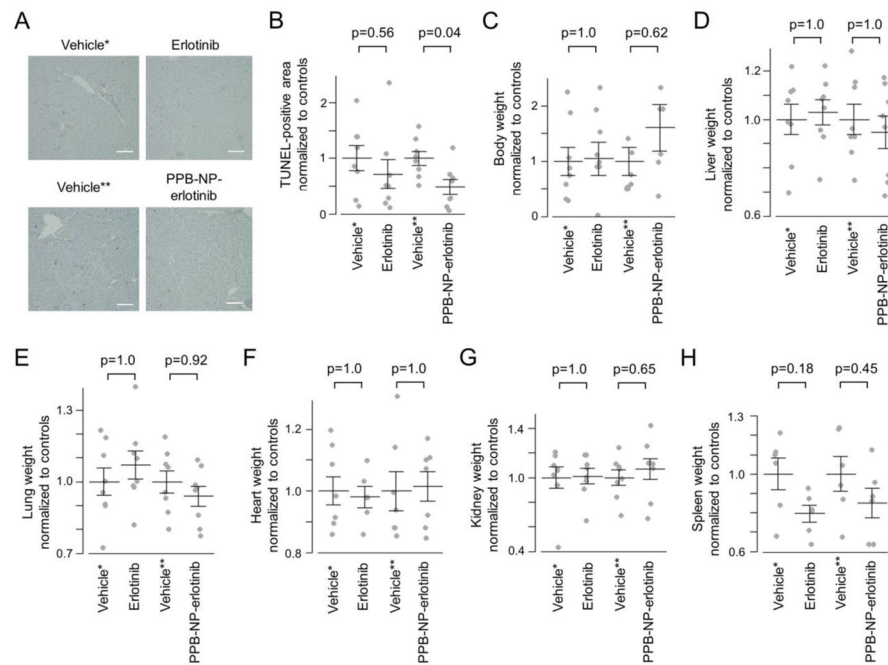 A
Vehicle*
Erlotinib
Vehicle**
PPB-NP-
erlotinib
B
p=0.56
p=0.04
TUNEL-positive area
normalized to controls
2
1
0
Vehicle*
Erlotinib
Vehicle**
PPB-NP-erlotinib
C
p=1.0
p=0.62
Body weight
normalized to controls
2
1
0
Vehicle*
Erlotinib
Vehicle**
PPB-NP-erlotinib
D
p=1.0
p=1.0
Liver weight
normalized to controls
1.2
1.0
0.6
Vehicle*
Erlotinib
Vehicle**
PPB-NP-erlotinib
E
p=1.0
p=0.92
Lung weight
normalized to controls
1.3
1.0
0.7
Vehicle*
Erlotinib
Vehicle**
PPB-NP-erlotinib
F
p=1.0
p=1.0
Heart weight
normalized to controls
1.2
1.0
0.8
Vehicle*
Erlotinib
Vehicle**
PPB-NP-erlotinib
G
p=1.0
p=0.65
Kidney weight
normalized to controls
1.4
1.0
0.4
Vehicle*
Erlotinib
Vehicle**
PPB-NP-erlotinib
H
p=0.18
p=0.45
Spleen weight
normalized to controls
1.3
1.0
0.6
Vehicle*
Erlotinib
Vehicle**
PPB-NP-erlotinib